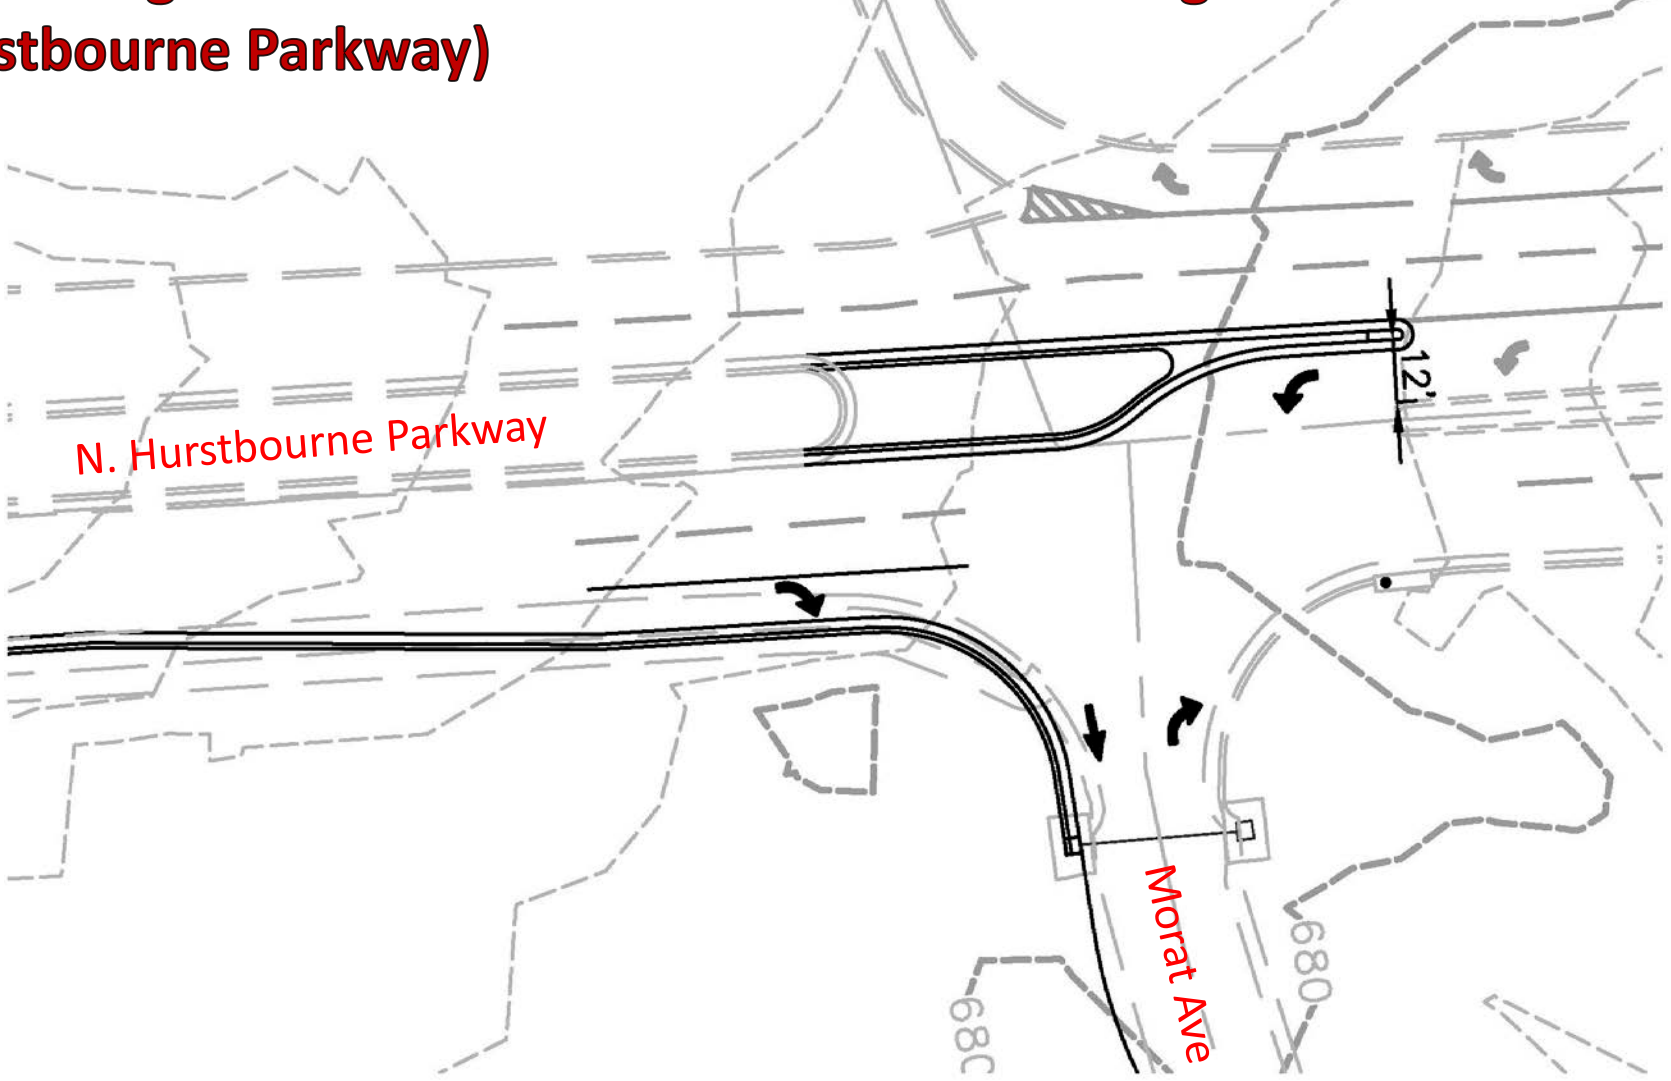 stbourne Parkway)
12'
N. Hurstbourne Parkway
Morat Ave
680
680